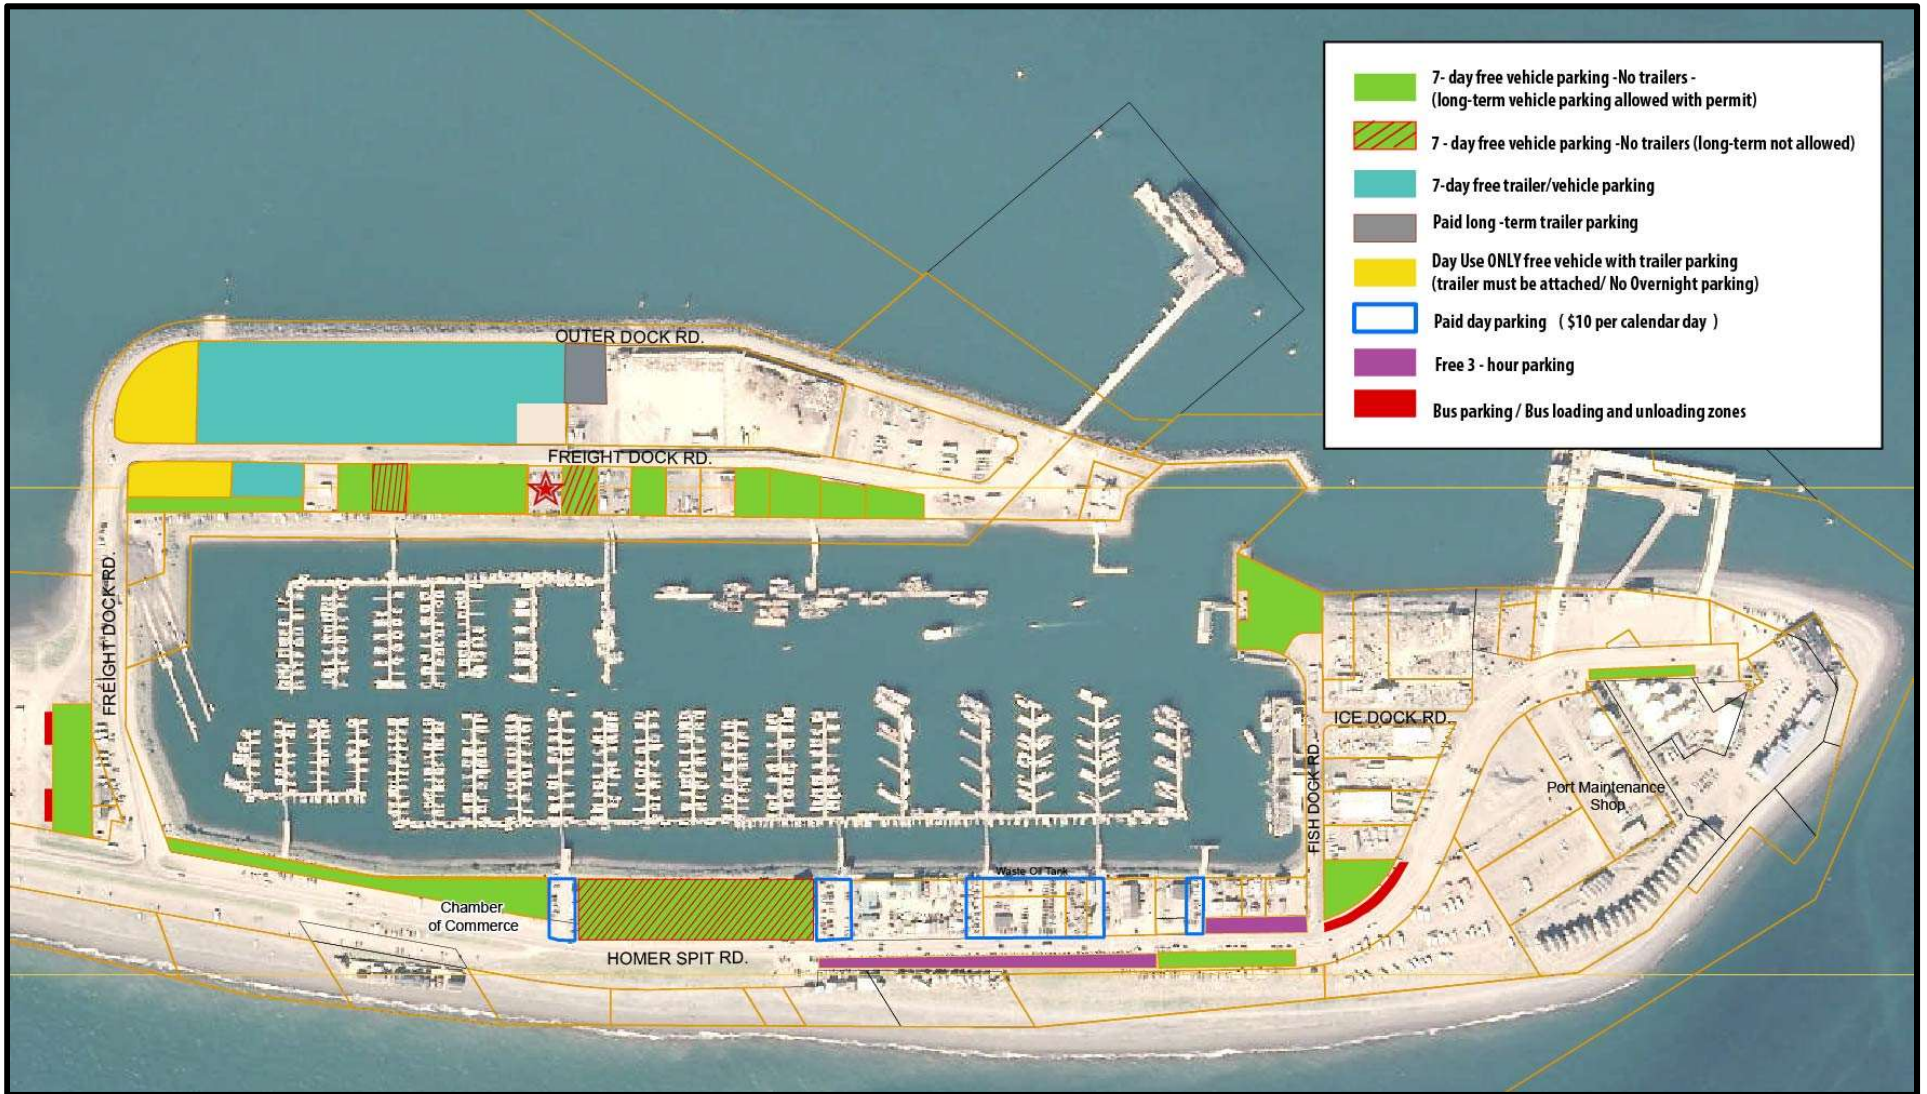 7- day free vehicle parking -No trailers -
(long-term vehicle parking allowed with permit)
7 - day free vehicle parking -No trailers (long-term not allowed)
7-day free trailer/vehicle parking
Paid long -term trailer parking
Day Use ONLY free vehicle with trailer parking
(trailer must be attached/ No Overnight parking)
Paid day parking ( $10 per calendar day )
Free 3 - hour parking
Bus parking / Bus loading and unloading zones
OUTER DOCK RD.
FREIGHT DOCK RD.
FREIGHT DOCK RD.
ICE DOCK RD.
FISH DOCK RD.
Port Maintenance
Shop
Waste Oil Tank
Chamber
of Commerce
HOMER SPIT RD.